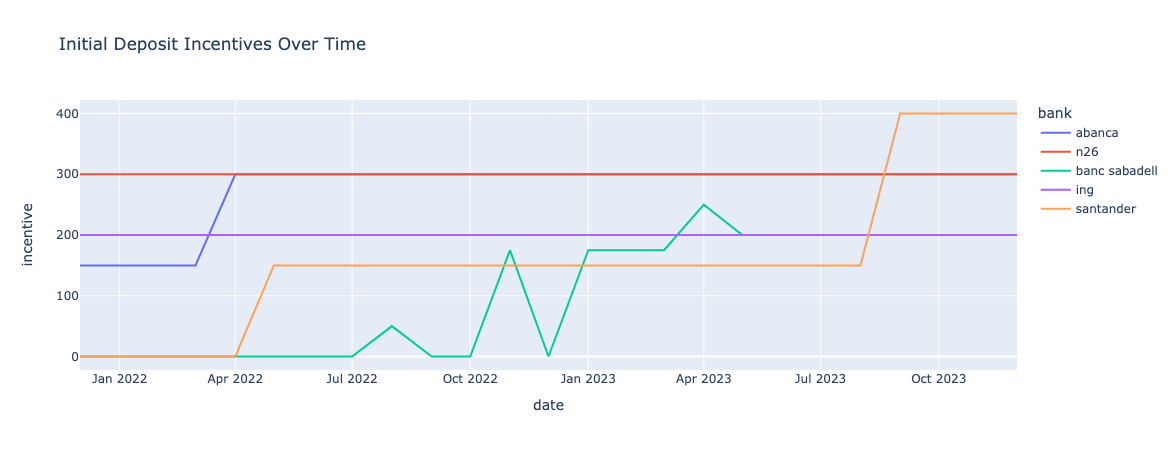 Initial Deposit Incentives Over Time
bank
abanca
n26
banc sabadell
ing
santander
incentive
400
300
200
100
0
Jan 2022
Apr 2022
Jul 2022
Oct 2022
Jan 2023
Apr 2023
Jul 2023
Oct 2023
date